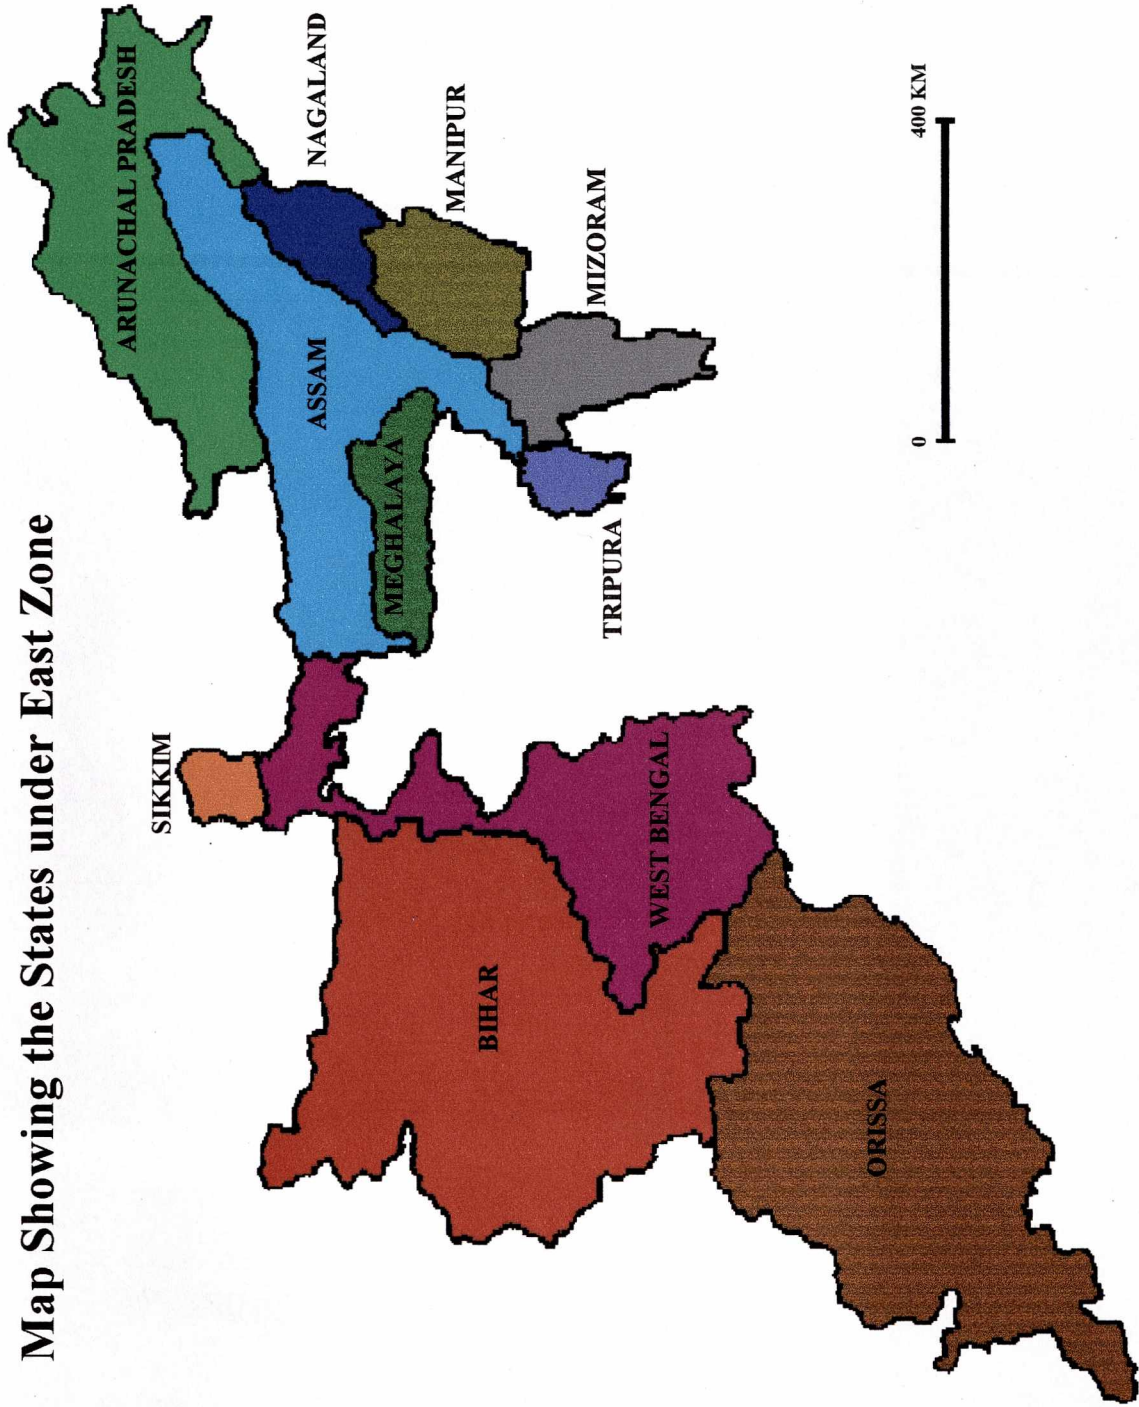 Map Showing the States under East Zone
SIKKIM
ARUNACHAL PRADESH
ASSAM
NAGALAND
MEGHALAYA
MANIPUR
BIHAR
MIZORAM
TRIPURA
WEST BENGAL
ORISSA
0
400 KM